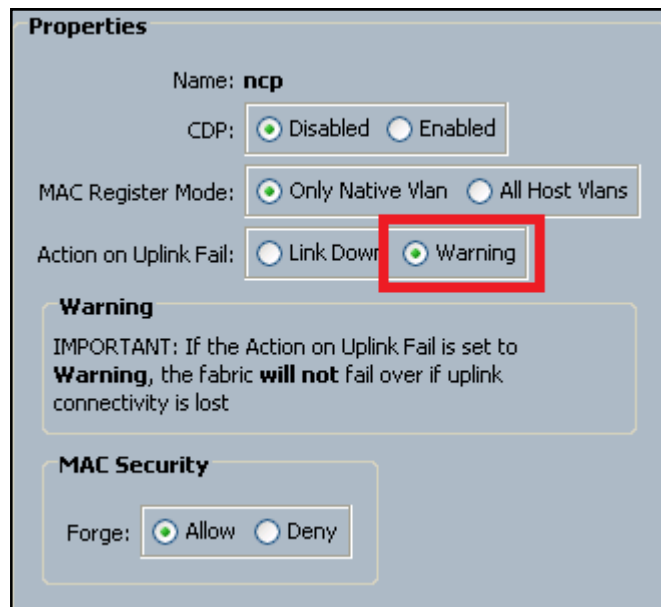 Properties
Name: ncp
CDP: Disabled Enabled
MAC Register Mode: Only Native Vlan All Host Vlans
Action on Uplink Fail: Link Down Warning
Warning
IMPORTANT: If the Action on Uplink Fail is set to
Warning, the fabric will not fail over if uplink
connectivity is lost
MAC Security
Forge: Allow Deny